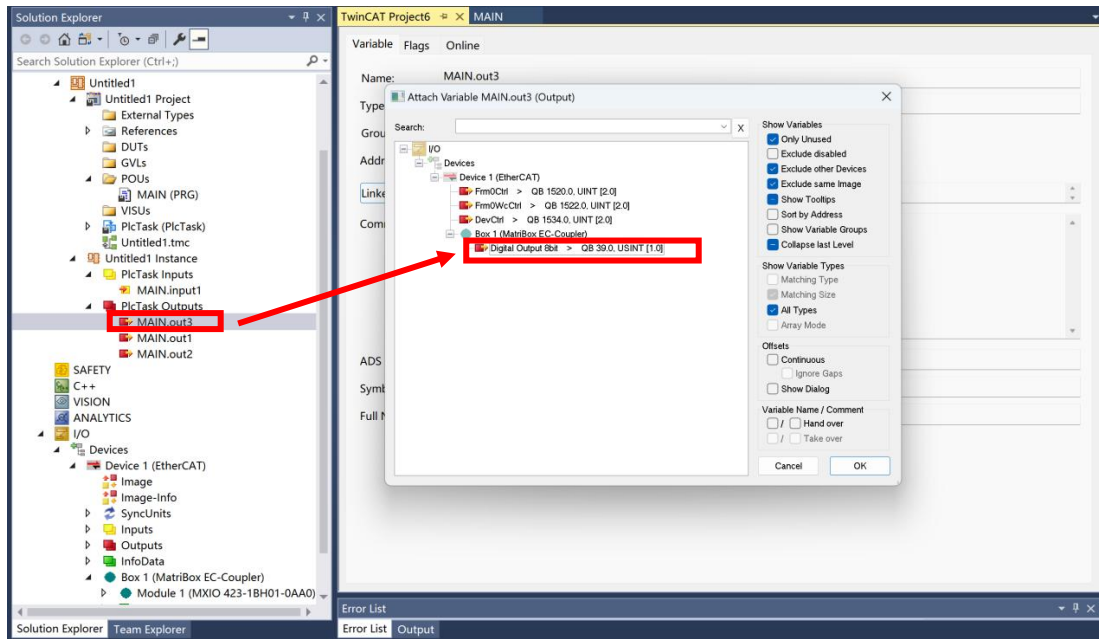 Solution Explorer
Search Solution Explorer (Ctrl+;)
Untitled1
Untitled1 Project
External Types
References
DUTs
GVLs
POUs
MAIN (PRG)
VISUs
PlcTask (PlcTask)
Untitled1.tmc
Untitled1 Instance
PlcTask Inputs
MAIN.input1
PlcTask Outputs
MAIN.out3
MAIN.out1
MAIN.out2
SAFETY
C++
VISION
ANALYTICS
I/O
Devices
Device 1 (EtherCAT)
Image
Image-Info
SyncUnits
Inputs
Outputs
InfoData
Box 1 (MatriBox EC-Coupler)
Module 1 (MXIO 423-1BH01-0AA0)
Solution Explorer Team Explorer
TwinCAT Project6 MAIN
Variable Flags Online
Name: MAIN.out3
Type
Grou
Addr
Linke
Com
ADS
Symb
Full N
Attach Variable MAIN.out3 (Output)
Search: X
I/O
Devices
Device 1 (EtherCAT)
Frm0Ctrl > QB 1520.0, UINT [2.0]
Frm0WcCtrl > QB 1522.0, UINT [2.0]
DevCtrl > QB 1534.0, UINT [2.0]
Box 1 (MatriBox EC-Coupler)
Digital Output 8bit > QB 39.0, USINT [1.0]
Show Variables
Only Unused
Exclude disabled
Exclude other Devices
Exclude same Image
Show Tooltips
Sort by Address
Show Variable Groups
Collapse last Level
Show Variable Types
Matching Type
Matching Size
All Types
Array Mode
Offsets
Continuous
Ignore Gaps
Show Dialog
Variable Name / Comment
/ Hand over
/ Take over
Cancel OK
Error List
Error List Output